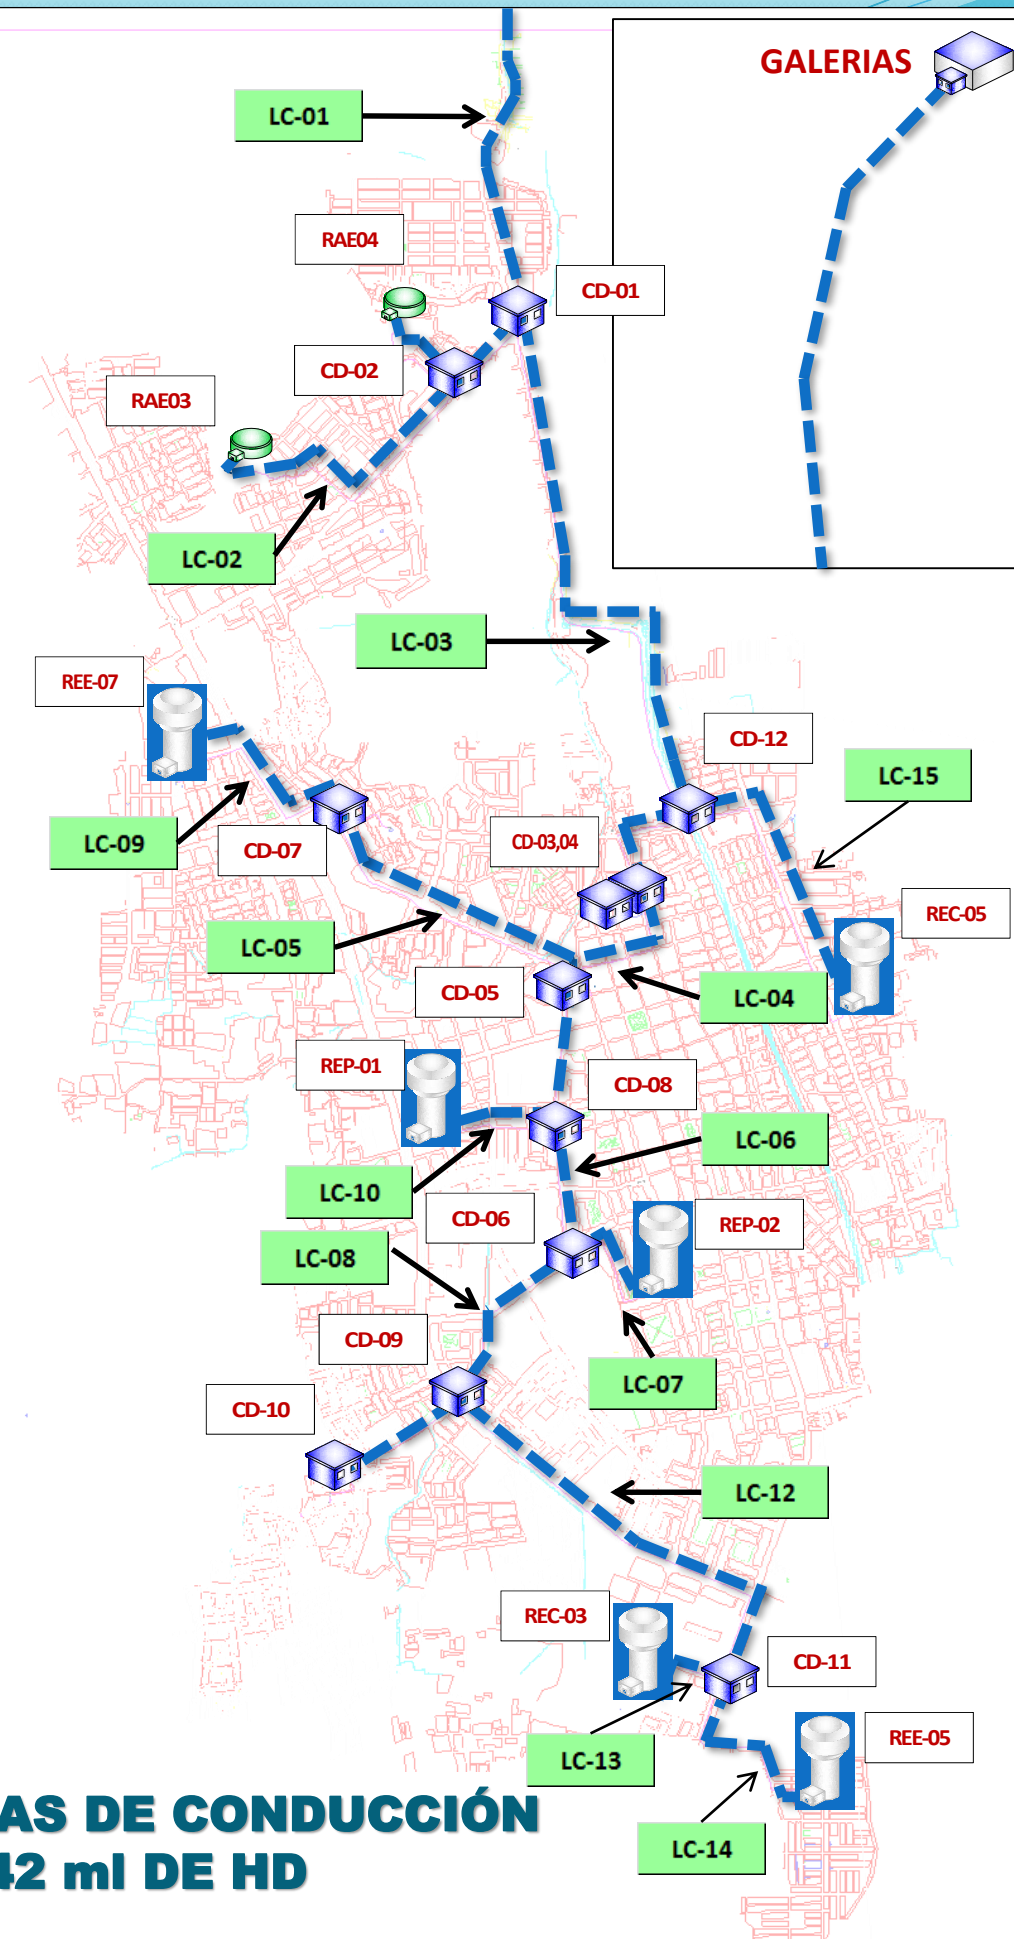 GALERIAS
LC-01
RAE04
CD-01
CD-02
RAE03
LC-02
LC-03
REE-07
CD-12
LC-15
LC-09
CD-07
CD-03,04
REC-05
LC-05
CD-05
LC-04
REP-01
CD-08
LC-06
LC-10
CD-06
REP-02
LC-08
CD-09
LC-07
CD-10
LC-12
REC-03
CD-11
LC-13
REE-05
LC-14
AS DE CONDUCCIÓN
42 ml DE HD